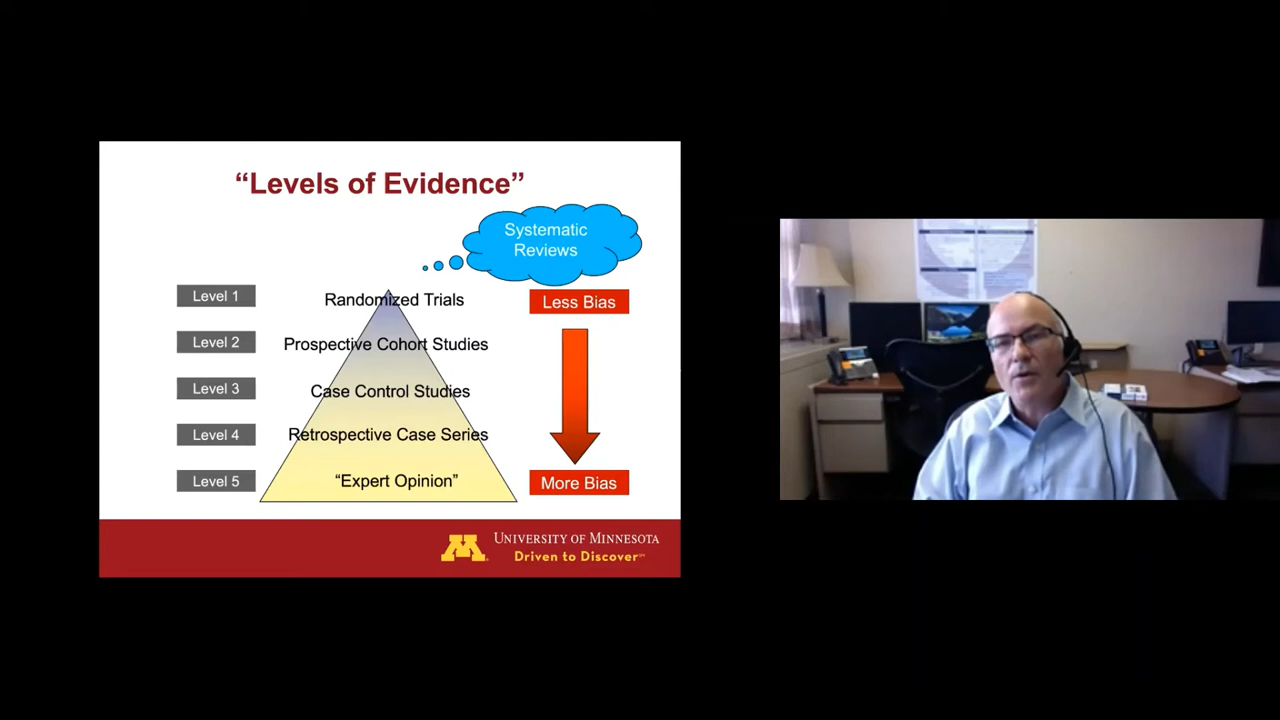 “Levels of Evidence”
Systematic
Reviews
Level 1
Randomized Trials
Less Bias
Level 2
Prospective Cohort Studies
Level 3
Case Control Studies
Level 4
Retrospective Case Series
Level 5
“Expert Opinion”
More Bias
UNIVERSITY OF MINNESOTA
Driven to Discover℠